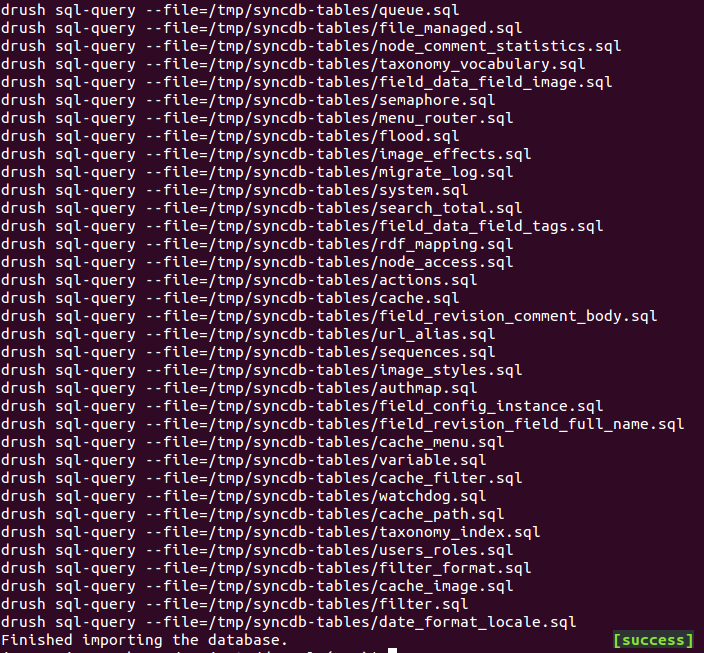 drush sql-query --file=/tmp/syncdb-tables/queue.sql
drush sql-query --file=/tmp/syncdb-tables/file_managed.sql
drush sql-query --file=/tmp/syncdb-tables/node_comment_statistics.sql
drush sql-query --file=/tmp/syncdb-tables/taxonomy_vocabulary.sql
drush sql-query --file=/tmp/syncdb-tables/field_data_field_image.sql
drush sql-query --file=/tmp/syncdb-tables/semaphore.sql
drush sql-query --file=/tmp/syncdb-tables/menu_router.sql
drush sql-query --file=/tmp/syncdb-tables/flood.sql
drush sql-query --file=/tmp/syncdb-tables/image_effects.sql
drush sql-query --file=/tmp/syncdb-tables/migrate_log.sql
drush sql-query --file=/tmp/syncdb-tables/system.sql
drush sql-query --file=/tmp/syncdb-tables/search_total.sql
drush sql-query --file=/tmp/syncdb-tables/field_data_field_tags.sql
drush sql-query --file=/tmp/syncdb-tables/rdf_mapping.sql
drush sql-query --file=/tmp/syncdb-tables/node_access.sql
drush sql-query --file=/tmp/syncdb-tables/actions.sql
drush sql-query --file=/tmp/syncdb-tables/cache.sql
drush sql-query --file=/tmp/syncdb-tables/field_revision_comment_body.sql
drush sql-query --file=/tmp/syncdb-tables/url_alias.sql
drush sql-query --file=/tmp/syncdb-tables/sequences.sql
drush sql-query --file=/tmp/syncdb-tables/image_styles.sql
drush sql-query --file=/tmp/syncdb-tables/authmap.sql
drush sql-query --file=/tmp/syncdb-tables/field_config_instance.sql
drush sql-query --file=/tmp/syncdb-tables/field_revision_field_full_name.sql
drush sql-query --file=/tmp/syncdb-tables/cache_menu.sql
drush sql-query --file=/tmp/syncdb-tables/variable.sql
drush sql-query --file=/tmp/syncdb-tables/cache_filter.sql
drush sql-query --file=/tmp/syncdb-tables/watchdog.sql
drush sql-query --file=/tmp/syncdb-tables/cache_path.sql
drush sql-query --file=/tmp/syncdb-tables/taxonomy_index.sql
drush sql-query --file=/tmp/syncdb-tables/users_roles.sql
drush sql-query --file=/tmp/syncdb-tables/filter_format.sql
drush sql-query --file=/tmp/syncdb-tables/cache_image.sql
drush sql-query --file=/tmp/syncdb-tables/filter.sql
drush sql-query --file=/tmp/syncdb-tables/date_format_locale.sql
Finished importing the database. [success]